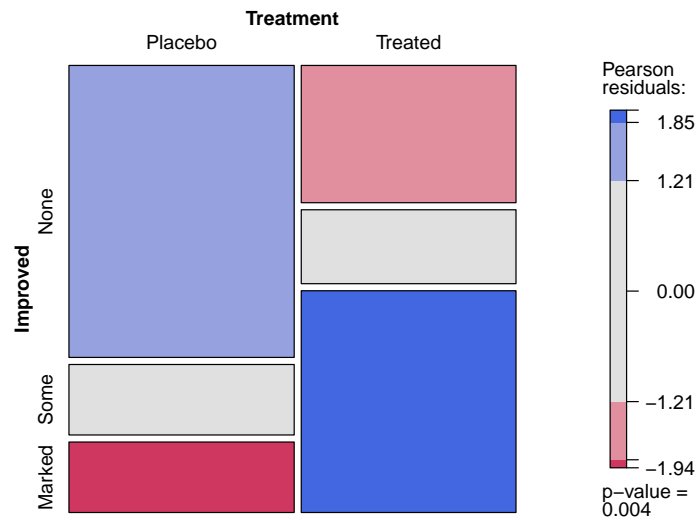 Treatment
Placebo Treated
Improved
None
Some
Marked
Pearson
residuals:
1.85
1.21
0.00
−1.21
−1.94
p−value =
0.004